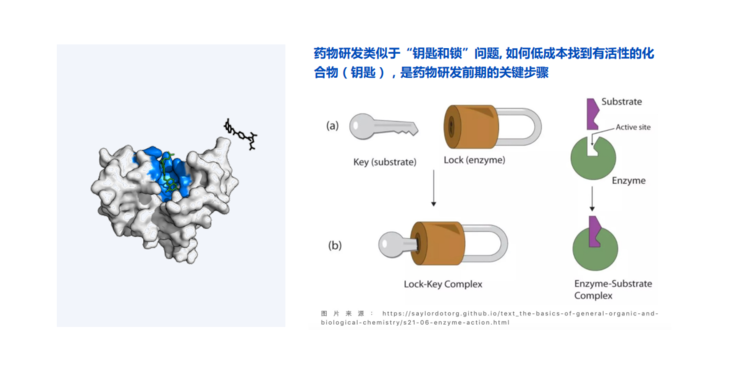 药物研发类似于“钥匙和锁”问题, 如何低成本找到有活性的化
合物（钥匙），是药物研发前期的关键步骤
(a)
Key (substrate)
Lock (enzyme)
Substrate
Active site
Enzyme
(b)
Lock-Key Complex
Enzyme-Substrate
Complex
图片来源： https://saylordotorg.github.io/text_the-basics-of-general-organic-and-
biological-chemistry/s21-06-enzyme-action.html